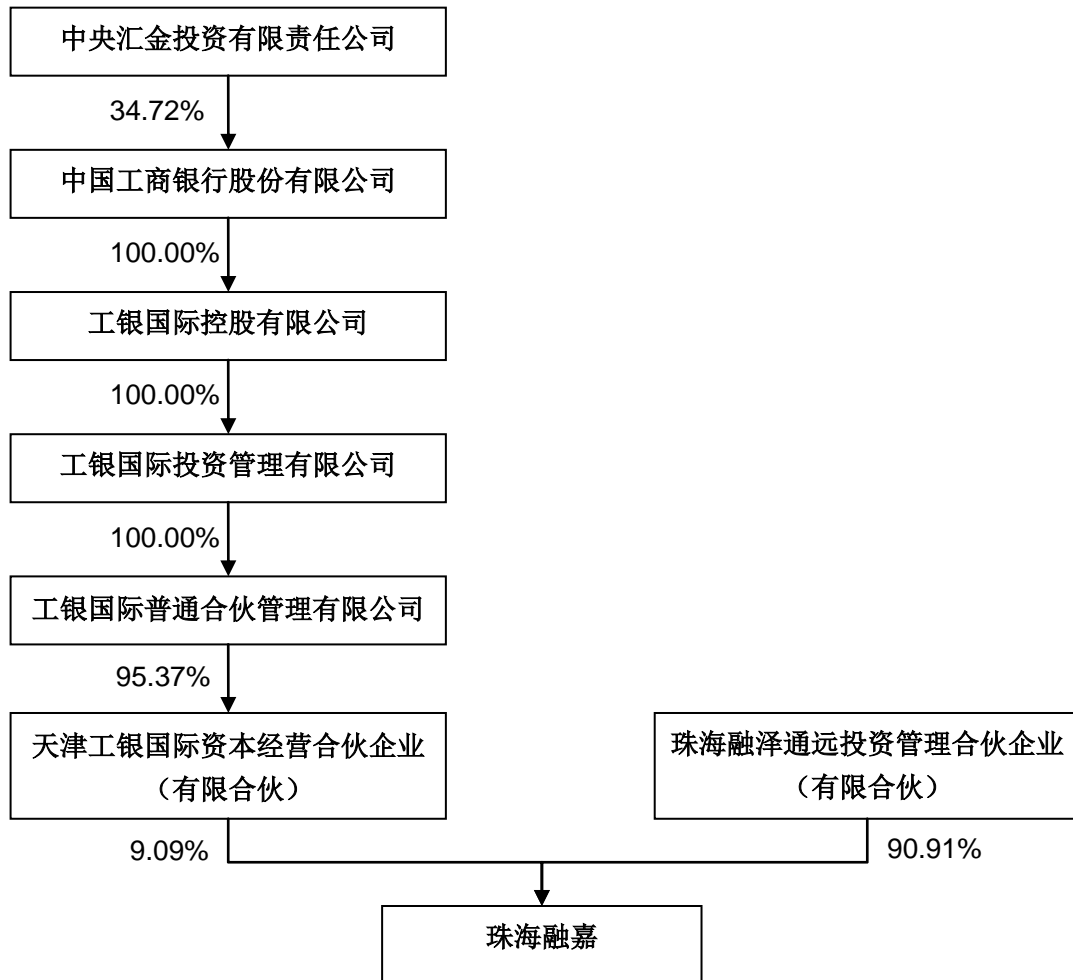 中央汇金投资有限责任公司
34.72%
中国工商银行股份有限公司
100.00%
工银国际控股有限公司
100.00%
工银国际投资管理有限公司
100.00%
工银国际普通合伙管理有限公司
95.37%
天津工银国际资本经营合伙企业
（有限合伙）
珠海融泽通远投资管理合伙企业
（有限合伙）
9.09%
90.91%
珠海融嘉